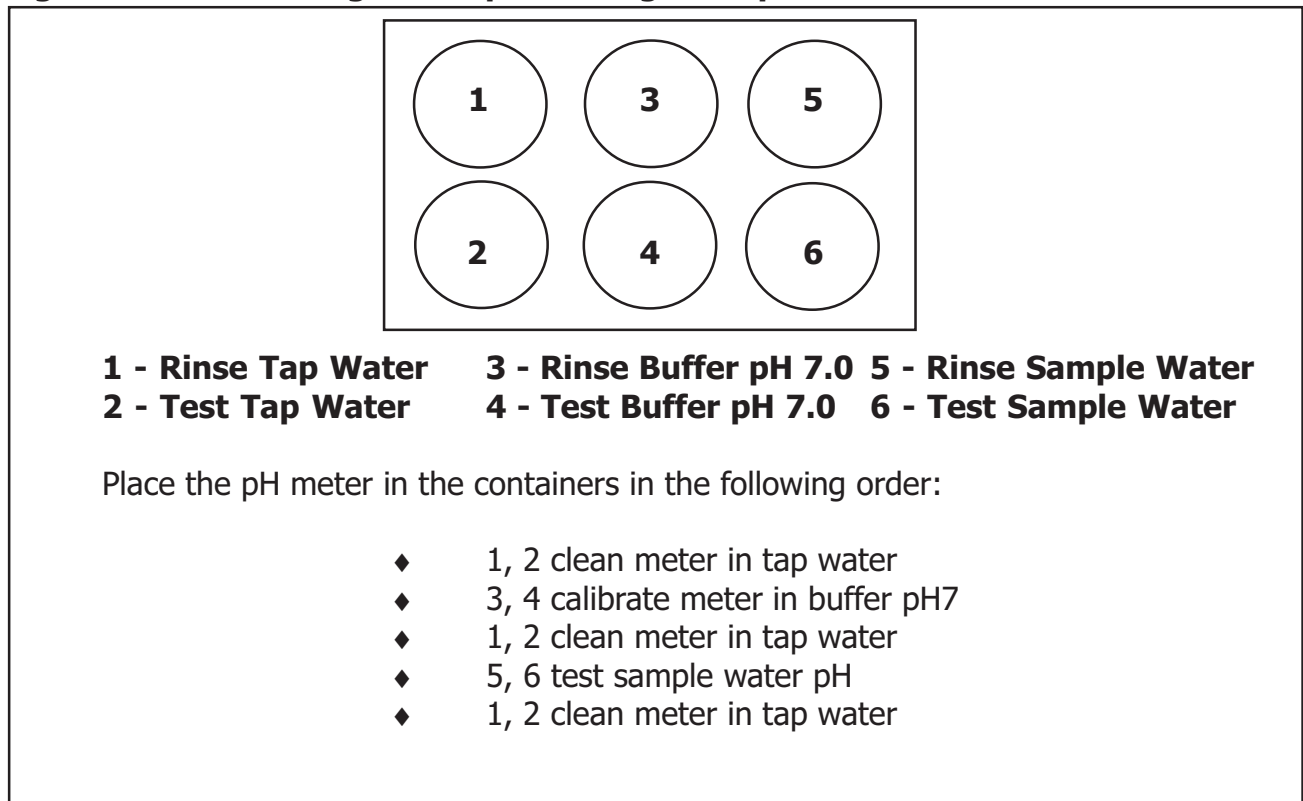 1 3 5
2 4 6
1 - Rinse Tap Water 3 - Rinse Buffer pH 7.0 5 - Rinse Sample Water
2 - Test Tap Water 4 - Test Buffer pH 7.0 6 - Test Sample Water
Place the pH meter in the containers in the following order:
♦ 1, 2 clean meter in tap water
♦ 3, 4 calibrate meter in buffer pH7
♦ 1, 2 clean meter in tap water
♦ 5, 6 test sample water pH
♦ 1, 2 clean meter in tap water